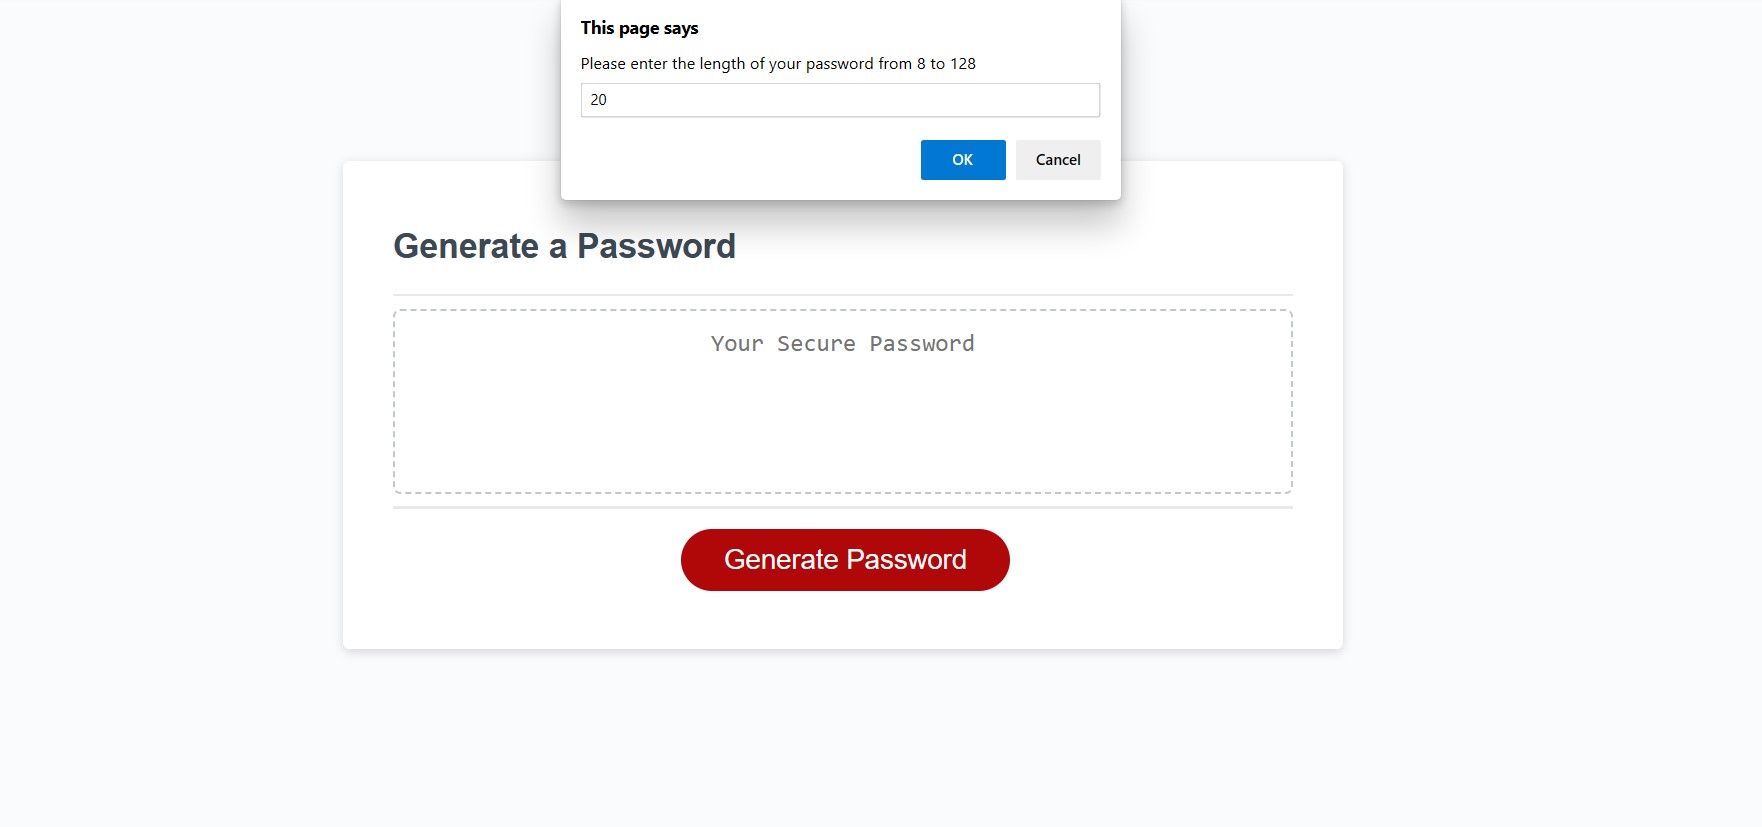 This page says
Please enter the length of your password from 8 to 128
20
OK Cancel
Generate a Password
Your Secure Password
Generate Password